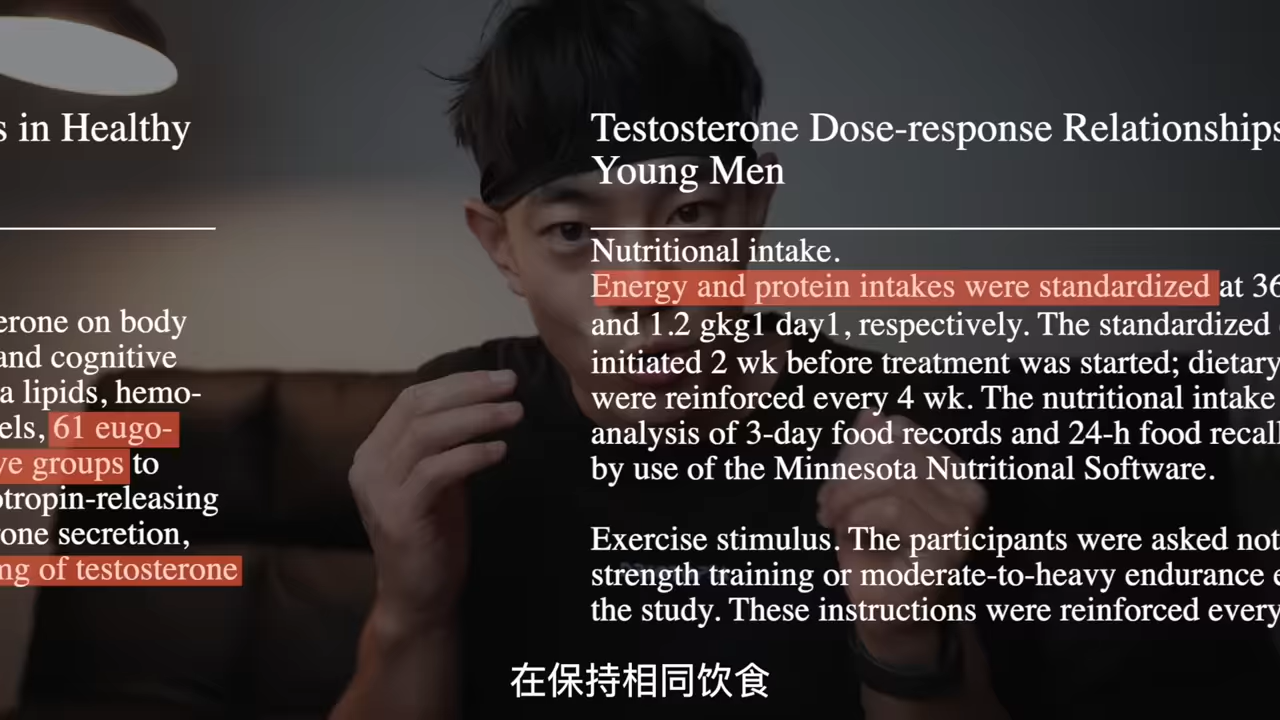 s in Healthy
erone on body
and cognitive
a lipids, hemo-
els, 61 eugo-
ve groups to
otropin-releasing
rone secretion,
mg of testosterone
Testosterone Dose-response Relationships
Young Men
Nutritional intake.
Energy and protein intakes were standardized at 36
and 1.2 gkg1 day1, respectively. The standardized
initiated 2 wk before treatment was started; dietary
were reinforced every 4 wk. The nutritional intake
analysis of 3-day food records and 24-h food recall
by use of the Minnesota Nutritional Software.
Exercise stimulus. The participants were asked not
strength training or moderate-to-heavy endurance e
the study. These instructions were reinforced every
在保持相同饮食